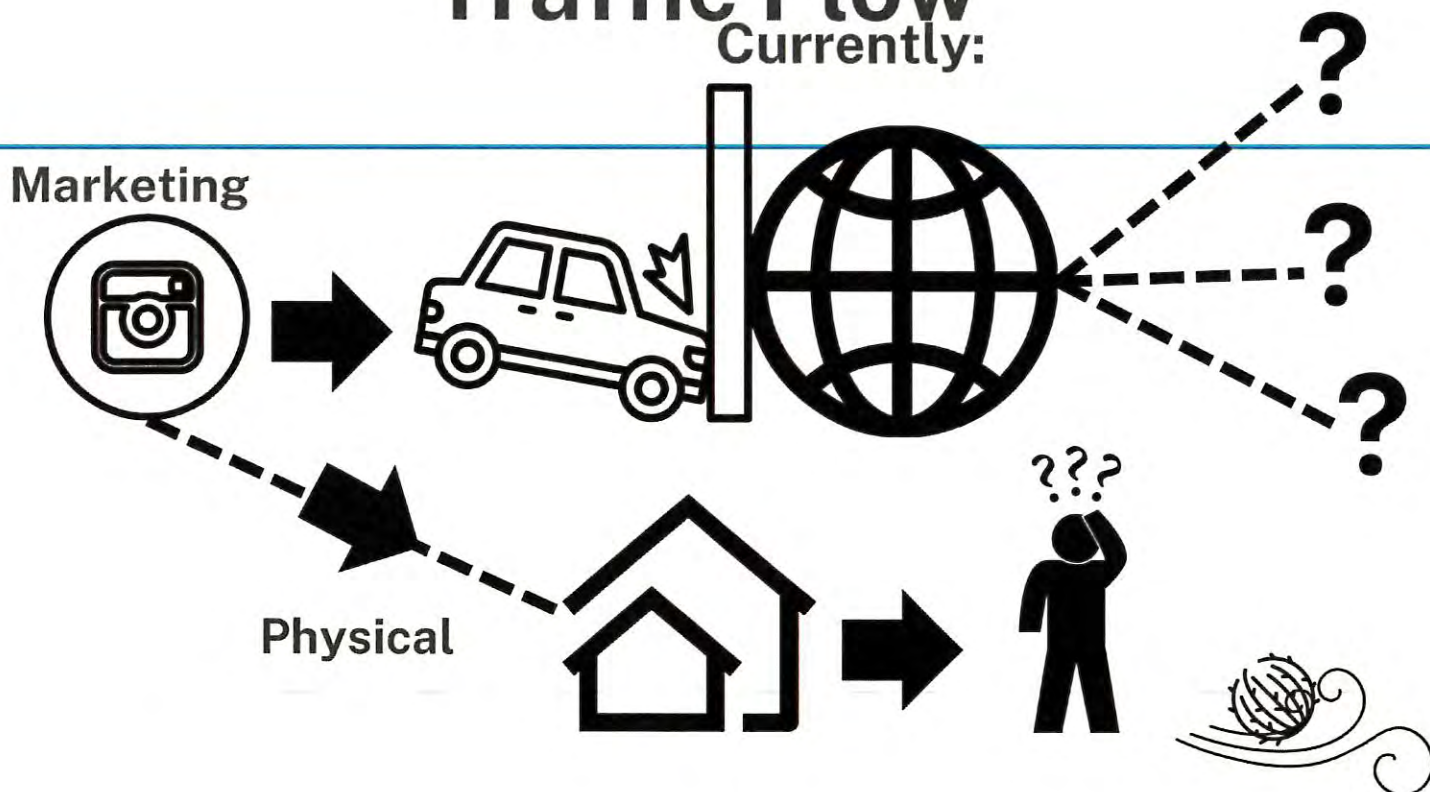 Traffic Flow
Currently:
?
Marketing
?
?
???
Physical